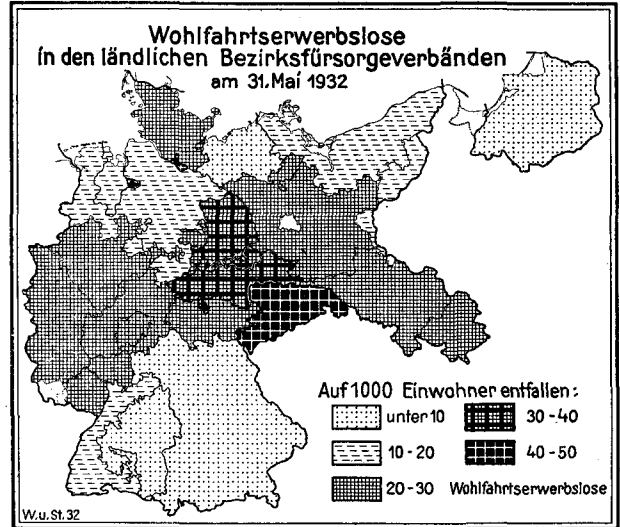 Wohlfahrtserwerbslose
in den ländlichen Bezirksfürsorgeverbänden
am 31. Mai 1932
Auf 1000 Einwohner entfallen:
unter 10
30-40
10-20
40-50
20-30 Wohlfahrtserwerbslose
W.u.St.32